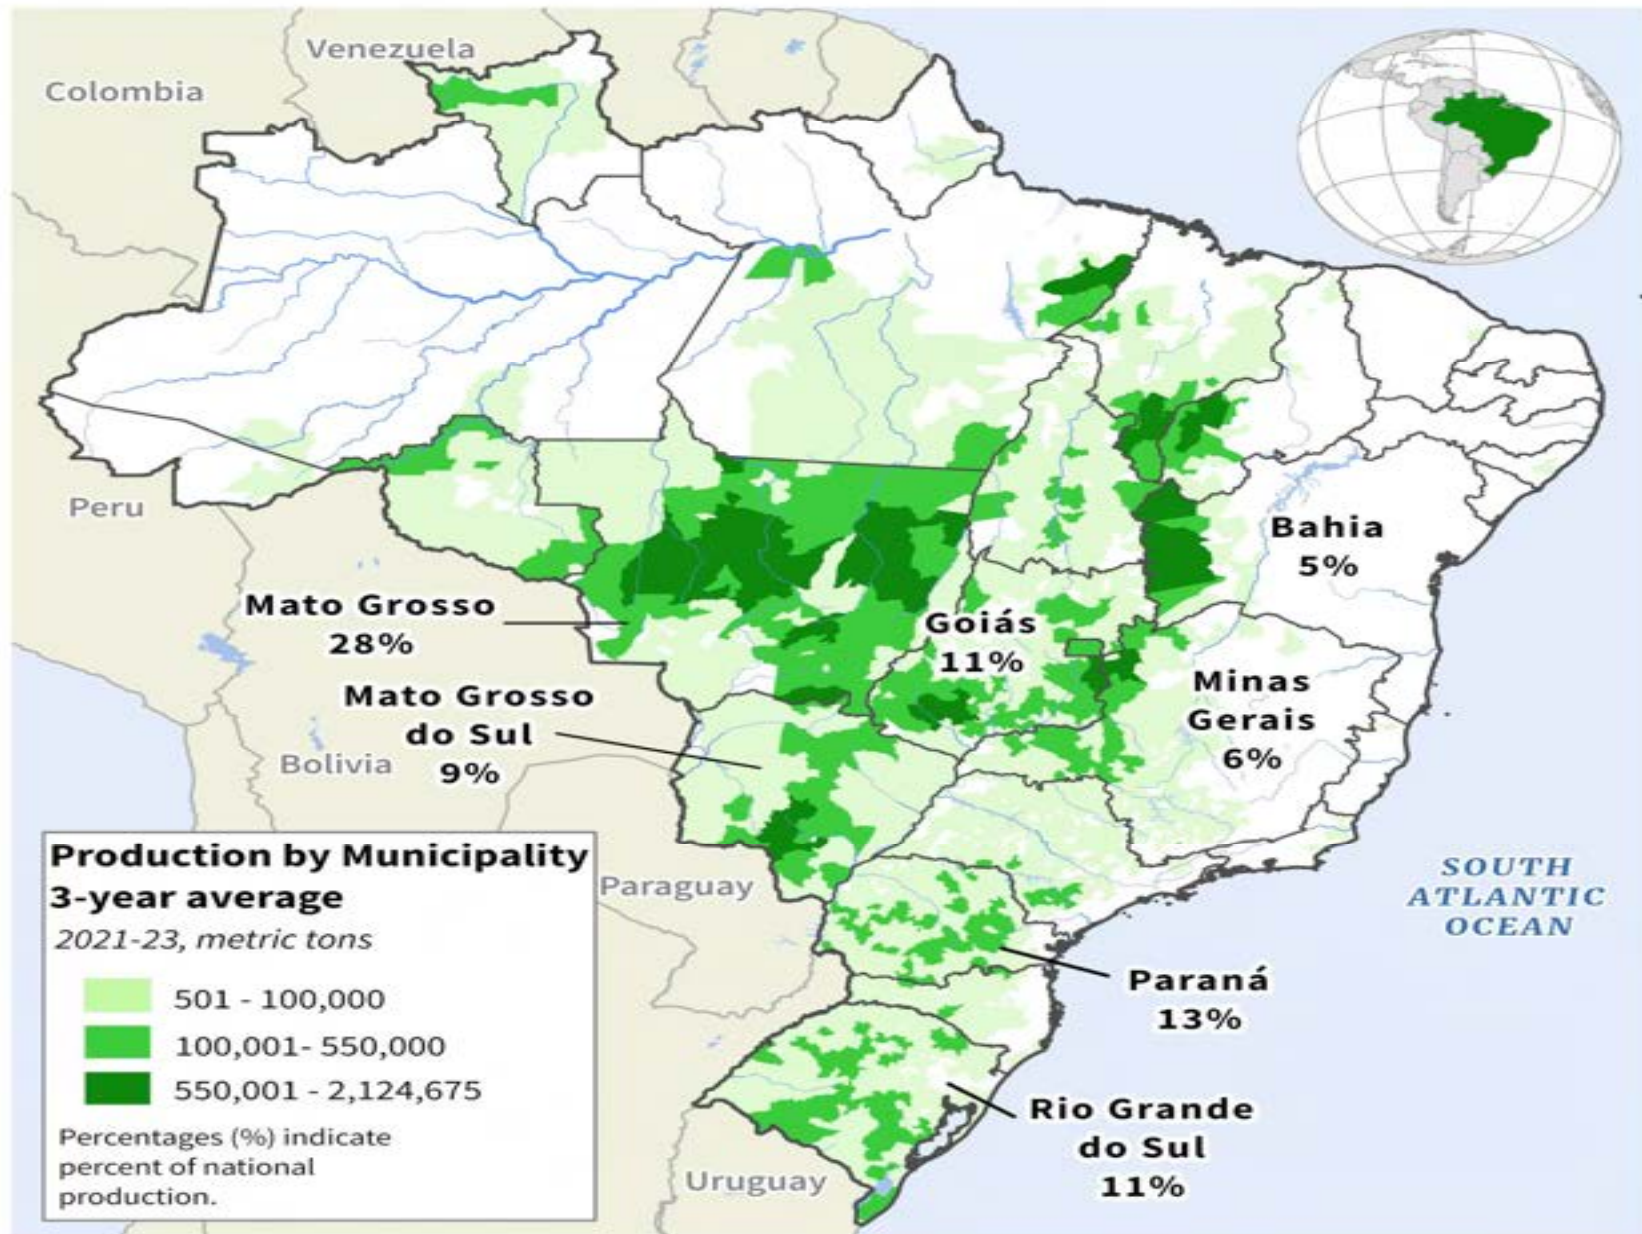 Venezuela
Colombia
Peru
Bahia
5%
Mato Grosso
28%
Goiás
11%
Mato Grosso
do Sul
9%
Minas
Gerais
6%
Bolivia
Production by Municipality
3-year average
2021-23, metric tons
501 - 100,000
100,001- 550,000
550,001 - 2,124,675
Percentages (%) indicate
percent of national
production.
Paraguay
SOUTH
ATLANTIC
OCEAN
Paraná
13%
Rio Grande
do Sul
11%
Uruguay